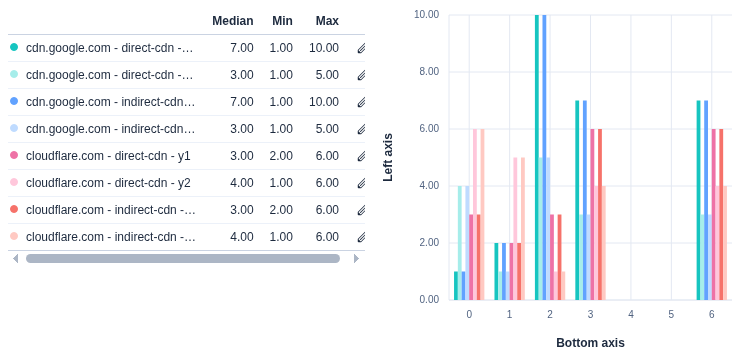 Median Min Max
cdn.google.com - direct-cdn -... 7.00 1.00 10.00
cdn.google.com - direct-cdn -... 3.00 1.00 5.00
cdn.google.com - indirect-cdn... 7.00 1.00 10.00
cdn.google.com - indirect-cdn... 3.00 1.00 5.00
cloudflare.com - direct-cdn - y1 3.00 2.00 6.00
cloudflare.com - direct-cdn - y2 4.00 1.00 6.00
cloudflare.com - indirect-cdn -... 3.00 2.00 6.00
cloudflare.com - indirect-cdn -... 4.00 1.00 6.00
Left axis
10.00
8.00
6.00
4.00
2.00
0.00
0 1 2 3 4 5 6
Bottom axis